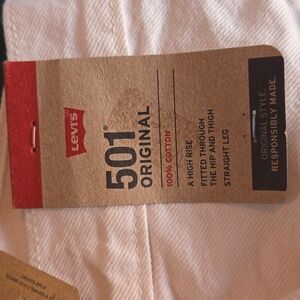 LEVI'S
501®
ORIGINAL
100% COTTON
A HIGH RISE
FITTED THROUGH
THE HIP AND THIGH
STRAIGHT LEG
ORIGINAL STYLE.
RESPONSIBLY MADE.